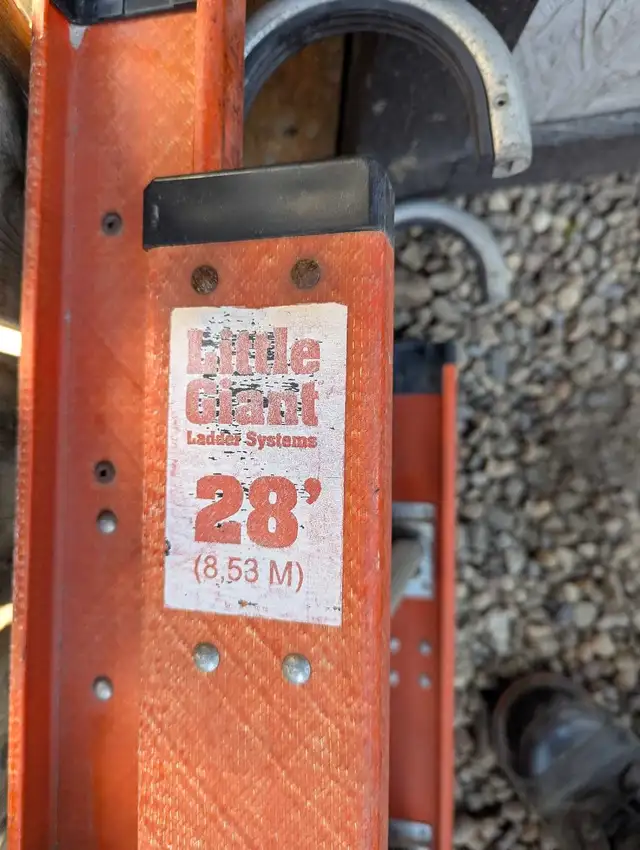 Little
Giant
Ladder Systems
28’
(8,53 M)